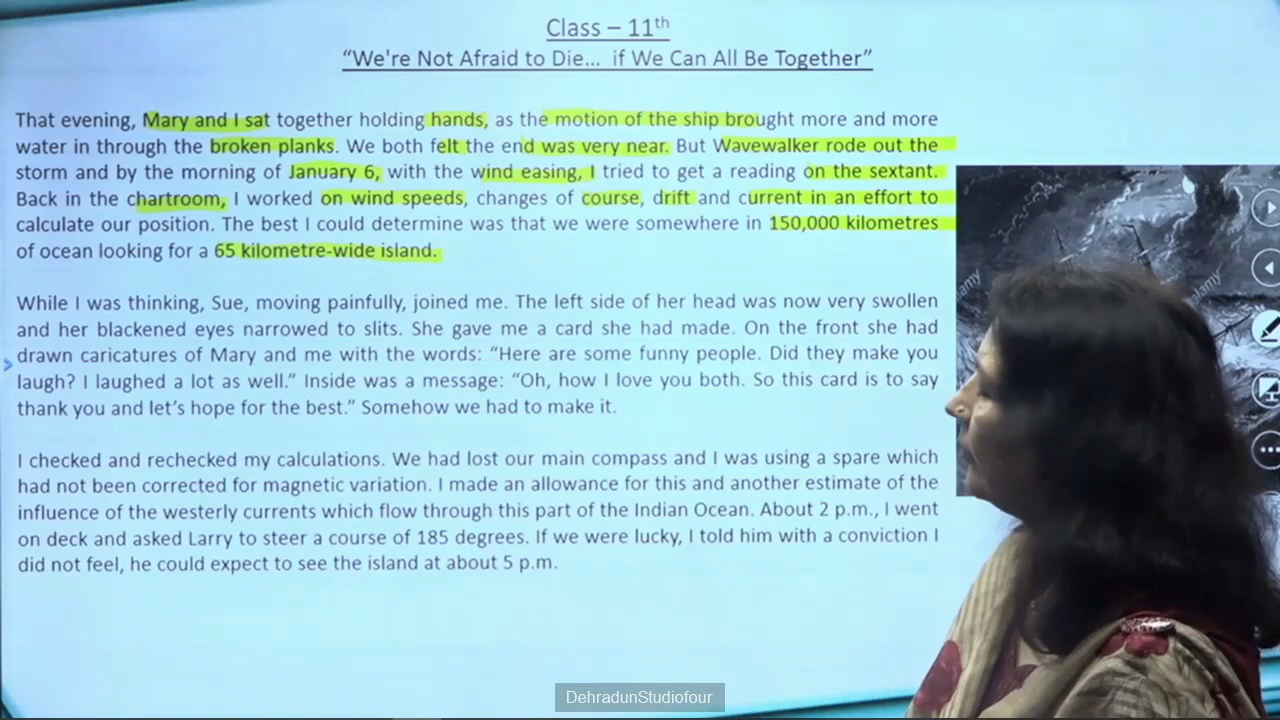 Class – 11th
“We're Not Afraid to Die... if We Can All Be Together”
That evening, Mary and I sat together holding hands, as the motion of the ship brought more and more
water in through the broken planks. We both felt the end was very near. But Wavewalker rode out the
storm and by the morning of January 6, with the wind easing, I tried to get a reading on the sextant.
Back in the chartroom, I worked on wind speeds, changes of course, drift and current in an effort to
calculate our position. The best I could determine was that we were somewhere in 150,000 kilometres
of ocean looking for a 65 kilometre-wide island.
While I was thinking, Sue, moving painfully, joined me. The left side of her head was now very swollen
and her blackened eyes narrowed to slits. She gave me a card she had made. On the front she had
drawn caricatures of Mary and me with the words: “Here are some funny people. Did they make you
laugh? I laughed a lot as well.” Inside was a message: “Oh, how I love you both. So this card is to say
thank you and let’s hope for the best.” Somehow we had to make it.
I checked and rechecked my calculations. We had lost our main compass and I was using a spare which
had not been corrected for magnetic variation. I made an allowance for this and another estimate of the
influence of the westerly currents which flow through this part of the Indian Ocean. About 2 p.m., I went
on deck and asked Larry to steer a course of 185 degrees. If we were lucky, I told him with a conviction I
did not feel, he could expect to see the island at about 5 p.m.
alamy
DehradunStudiofour